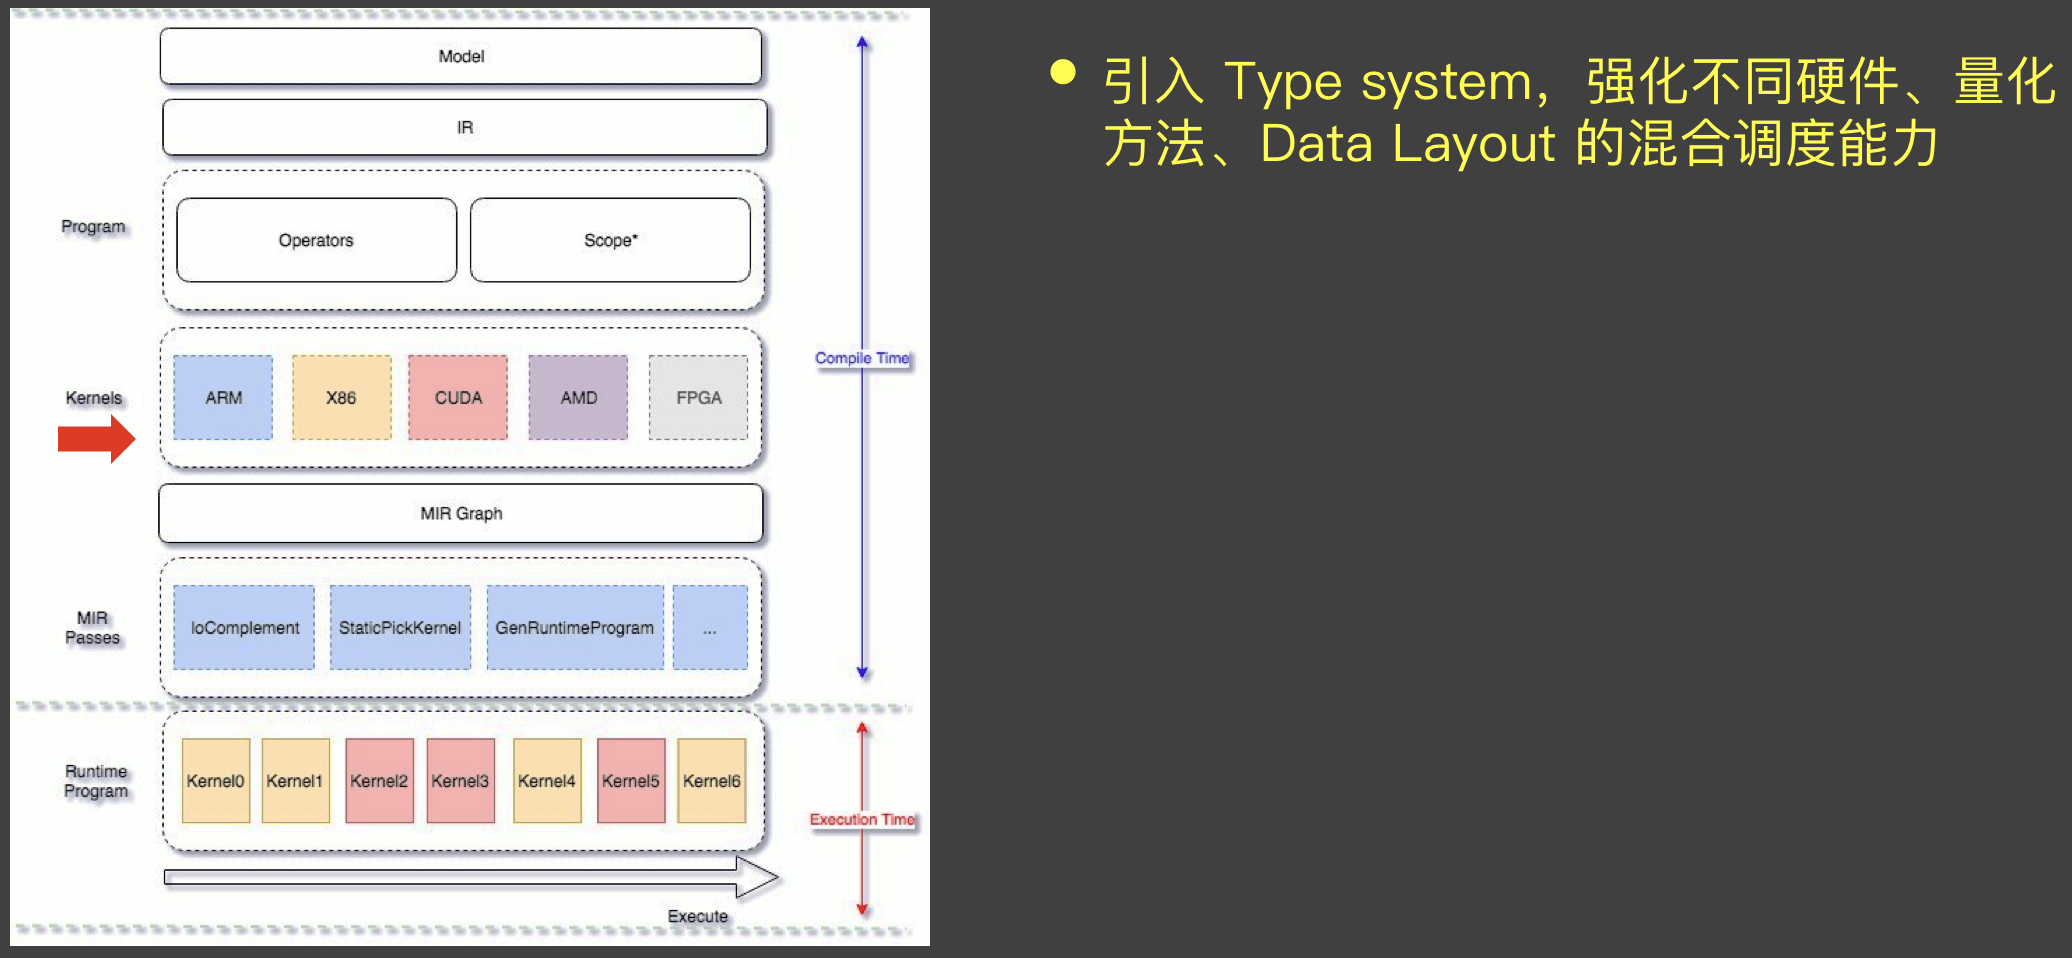 Model
IR
Program
Operators
Scope*
Kernels
ARM
X86
CUDA
AMD
FPGA
MIR Graph
MIR
Passes
IoComplement
StaticPickKernel
GenRuntimeProgram
...
Compile Time
Runtime
Program
Kernel0
Kernel1
Kernel2
Kernel3
Kernel4
Kernel5
Kernel6
Execution Time
Execute
● 引入 Type system，强化不同硬件、量化
方法、Data Layout 的混合调度能力